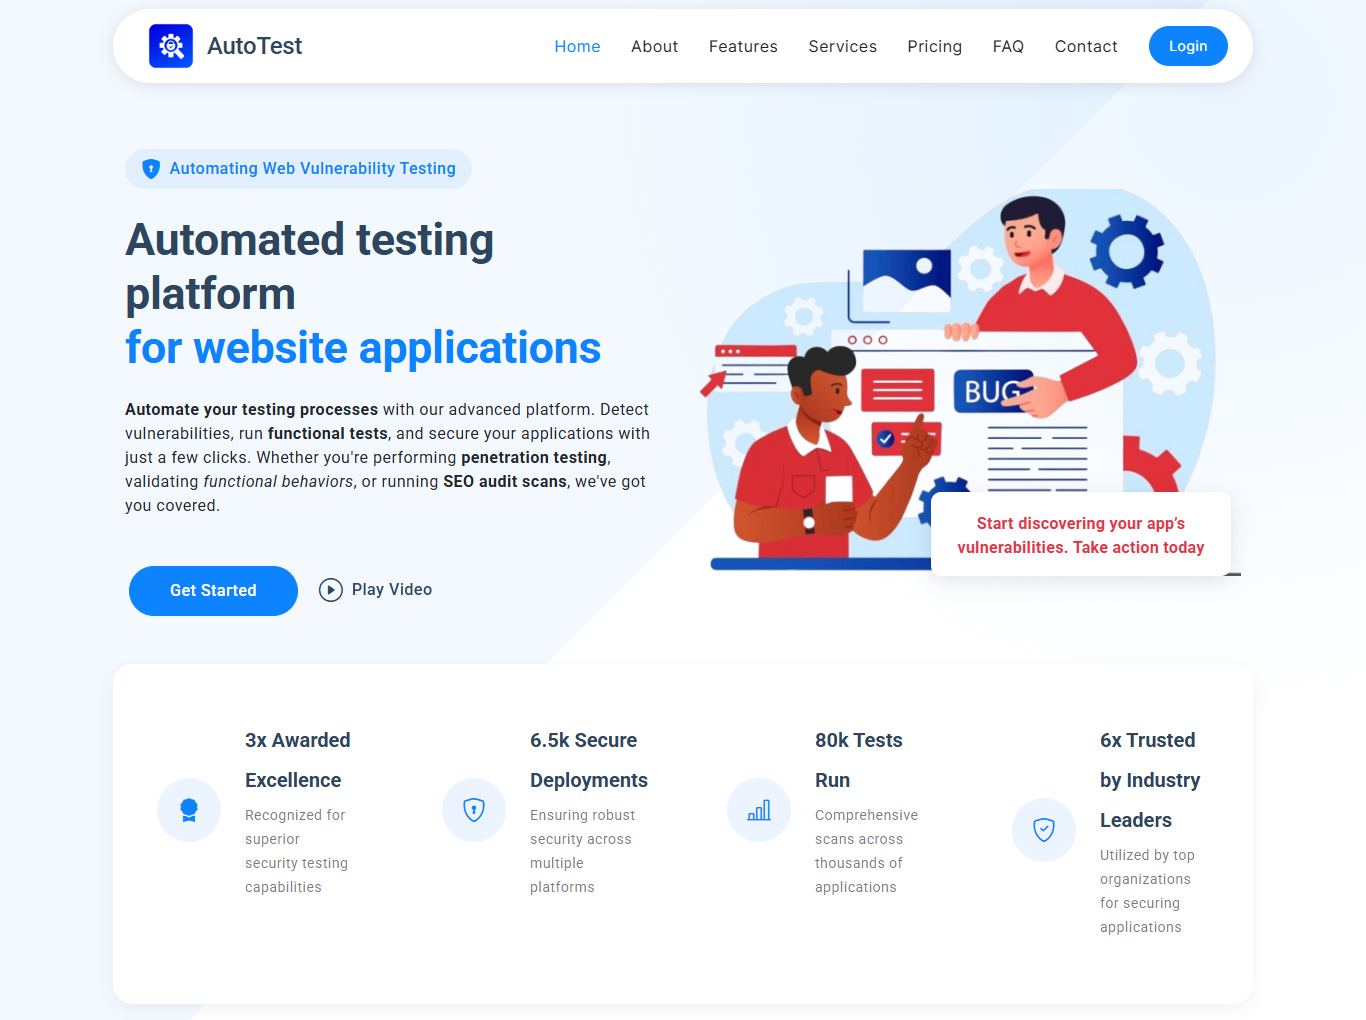 AutoTest
Home About Features Services Pricing FAQ Contact Login
Automating Web Vulnerability Testing
Automated testing
platform
for website applications
Automate your testing processes with our advanced platform. Detect
vulnerabilities, run functional tests, and secure your applications with
just a few clicks. Whether you're performing penetration testing,
validating functional behaviors, or running SEO audit scans, we've got
you covered.
Get Started Play Video
BUG
Start discovering your app’s
vulnerabilities. Take action today
3x Awarded
Excellence
Recognized for
superior
security testing
capabilities
6.5k Secure
Deployments
Ensuring robust
security across
multiple
platforms
80k Tests
Run
Comprehensive
scans across
thousands of
applications
6x Trusted
by Industry
Leaders
Utilized by top
organizations
for securing
applications